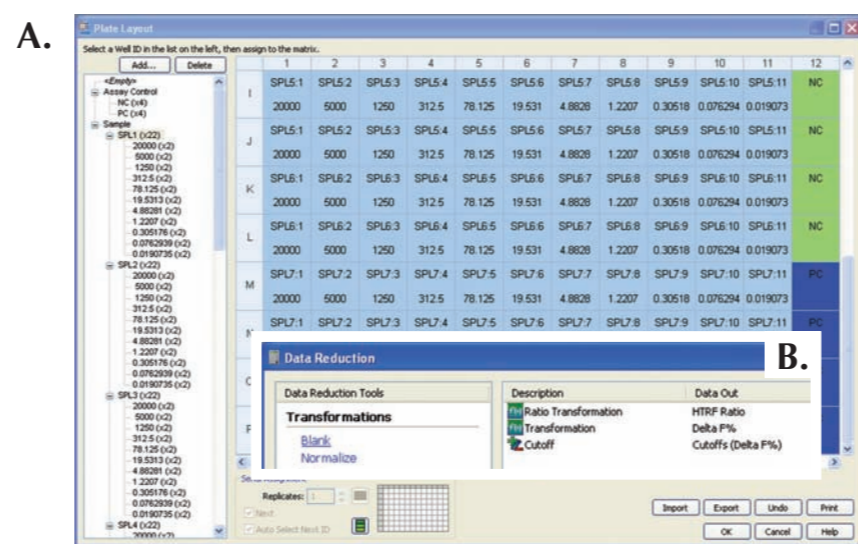 A.
Plate Layout
Select a Well ID in the list on the left, then assign to the matrix.
Add... Delete
<Empty>
Assay Control
NC (x4)
PC (x4)
Sample
SPL1 (x22)
20000 (x2)
5000 (x2)
1250 (x2)
312.5 (x2)
78.125 (x2)
19.5313 (x2)
4.88281 (x2)
1.2207 (x2)
0.305176 (x2)
0.0762939 (x2)
0.0190735 (x2)
SPL2 (x22)
20000 (x2)
5000 (x2)
1250 (x2)
312.5 (x2)
78.125 (x2)
19.5313 (x2)
4.88281 (x2)
1.2207 (x2)
0.305176 (x2)
0.0762939 (x2)
0.0190735 (x2)
SPL3 (x22)
20000 (x2)
5000 (x2)
1250 (x2)
312.5 (x2)
78.125 (x2)
19.5313 (x2)
4.88281 (x2)
1.2207 (x2)
0.305176 (x2)
0.0762939 (x2)
0.0190735 (x2)
SPL4 (x22)
20000 (x2)
1 2 3 4 5 6 7 8 9 10 11 12
I SPL5:1 SPL5:2 SPL5:3 SPL5:4 SPL5:5 SPL5:6 SPL5:7 SPL5:8 SPL5:9 SPL5:10 SPL5:11 NC
20000 5000 1250 312.5 78.125 19.531 4.8828 1.2207 0.30518 0.076294 0.019073
J SPL5:1 SPL5:2 SPL5:3 SPL5:4 SPL5:5 SPL5:6 SPL5:7 SPL5:8 SPL5:9 SPL5:10 SPL5:11 NC
20000 5000 1250 312.5 78.125 19.531 4.8828 1.2207 0.30518 0.076294 0.019073
K SPL6:1 SPL6:2 SPL6:3 SPL6:4 SPL6:5 SPL6:6 SPL6:7 SPL6:8 SPL6:9 SPL6:10 SPL6:11 NC
20000 5000 1250 312.5 78.125 19.531 4.8828 1.2207 0.30518 0.076294 0.019073
L SPL6:1 SPL6:2 SPL6:3 SPL6:4 SPL6:5 SPL6:6 SPL6:7 SPL6:8 SPL6:9 SPL6:10 SPL6:11 NC
20000 5000 1250 312.5 78.125 19.531 4.8828 1.2207 0.30518 0.076294 0.019073
M SPL7:1 SPL7:2 SPL7:3 SPL7:4 SPL7:5 SPL7:6 SPL7:7 SPL7:8 SPL7:9 SPL7:10 SPL7:11 PC
20000 5000 1250 312.5 78.125 19.531 4.8828 1.2207 0.30518 0.076294 0.019073
SPL7:1 SPL7:2 SPL7:3 SPL7:4 SPL7:5 SPL7:6 SPL7:7 SPL7:8 SPL7:9 SPL7:10 SPL7:11 PC
B.
Data Reduction
Data Reduction Tools
Transformations
Blank
Normalize
Description Data Out
Ratio Transformation HTRF Ratio
Transformation Delta F%
Cutoff Cutoffs (Delta F%)
Replicates: 1
Next
Auto Select Next ID
Import Export Undo Print
OK Cancel Help